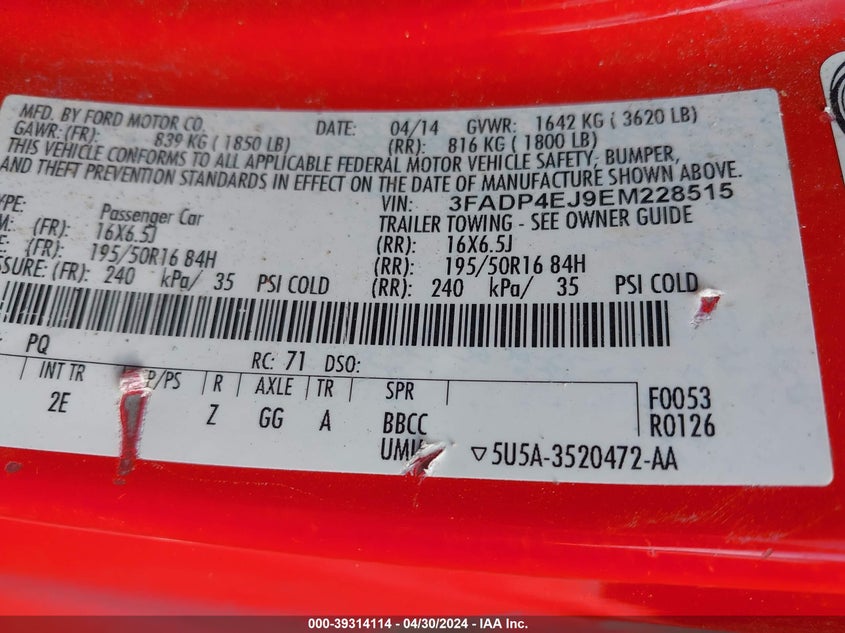 MFD. BY FORD MOTOR CO. DATE: 04/14 GVWR: 1642 KG ( 3620 LB)
GAWR: (FR): 839 KG ( 1850 LB) (RR): 816 KG ( 1800 LB)
THIS VEHICLE CONFORMS TO ALL APPLICABLE FEDERAL MOTOR VEHICLE SAFETY, BUMPER,
AND THEFT PREVENTION STANDARDS IN EFFECT ON THE DATE OF MANUFACTURE SHOWN ABOVE.
VIN: 3FADP4EJ9EM228515
TYPE: Passenger Car TRAILER TOWING - SEE OWNER GUIDE
(FR): 16X6.5J (RR): 16X6.5J
(FR): 195/50R16 84H (RR): 195/50R16 84H
(FR): 240 kPa/ 35 PSI COLD (RR): 240 kPa/ 35 PSI COLD
PQ RC: 71 DSO:
INT TR P/PS R AXLE TR SPR
2E Z GG A BBCC
F0053
R0126
5U5A-3520472-AA
000-39314114 - 04/30/2024 - IAA Inc.